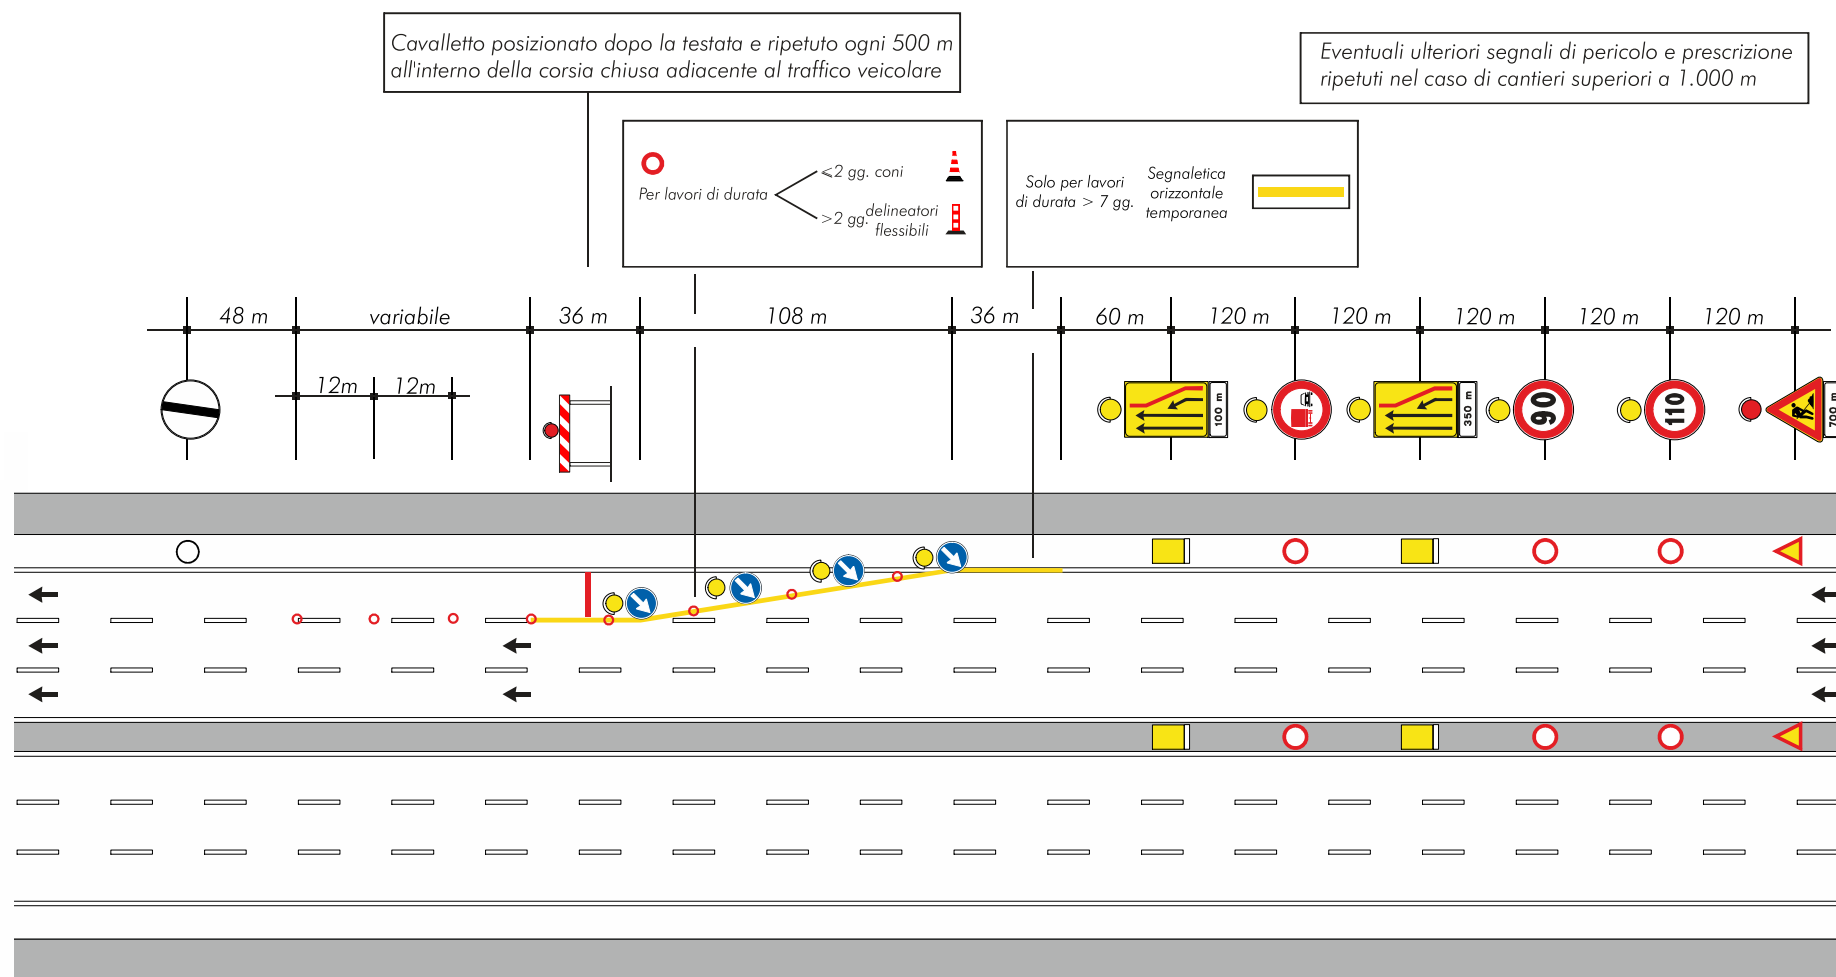 Cavalletto posizionato dopo la testata e ripetuto ogni 500 m
all'interno della corsia chiusa adiacente al traffico veicolare
Eventuali ulteriori segnali di pericolo e prescrizione
ripetuti nel caso di cantieri superiori a 1.000 m
Per lavori di durata
⩽2 gg. coni
>2 gg. delineatori
flessibili
Solo per lavori
di durata > 7 gg.
Segnaletica
orizzontale
temporanea
48 m
variabile
36 m
108 m
36 m
60 m
120 m
120 m
120 m
120 m
120 m
12m
12m
100 m
350 m
90
110
700 m